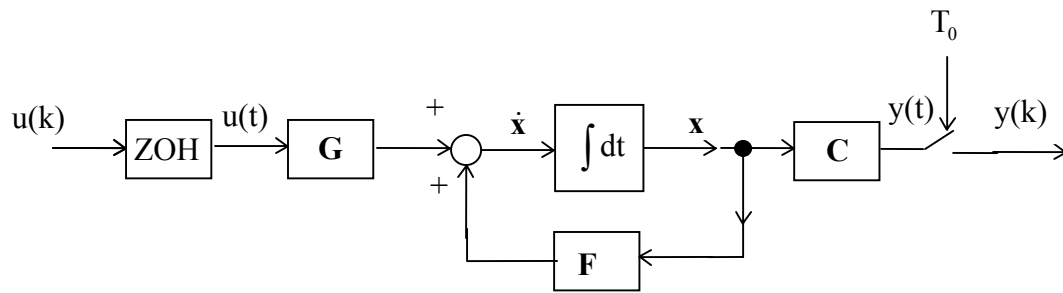 T₀
u(k)
ZOH
u(t)
G
+
+
ẋ
∫dt
x
C
y(t)
y(k)
F